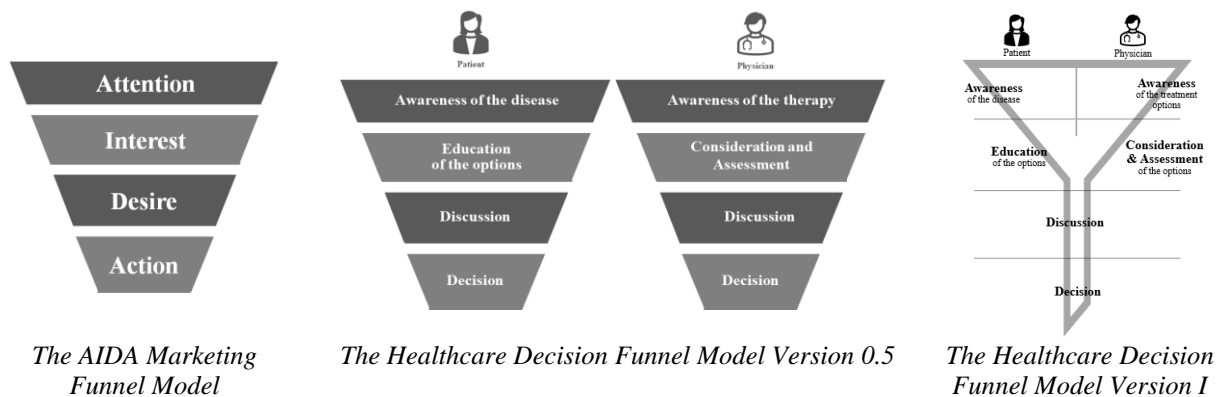 Attention
Interest
Desire
Action
The AIDA Marketing
Funnel Model
Patient
Physician
Awareness of the disease
Awareness of the therapy
Education
of the options
Consideration and
Assessment
Discussion
Discussion
Decision
Decision
The Healthcare Decision Funnel Model Version 0.5
Patient
Physician
Awareness
of the disease
Awareness
of the treatment
options
Education
of the options
Consideration
& Assessment
of the options
Discussion
Decision
The Healthcare Decision
Funnel Model Version I